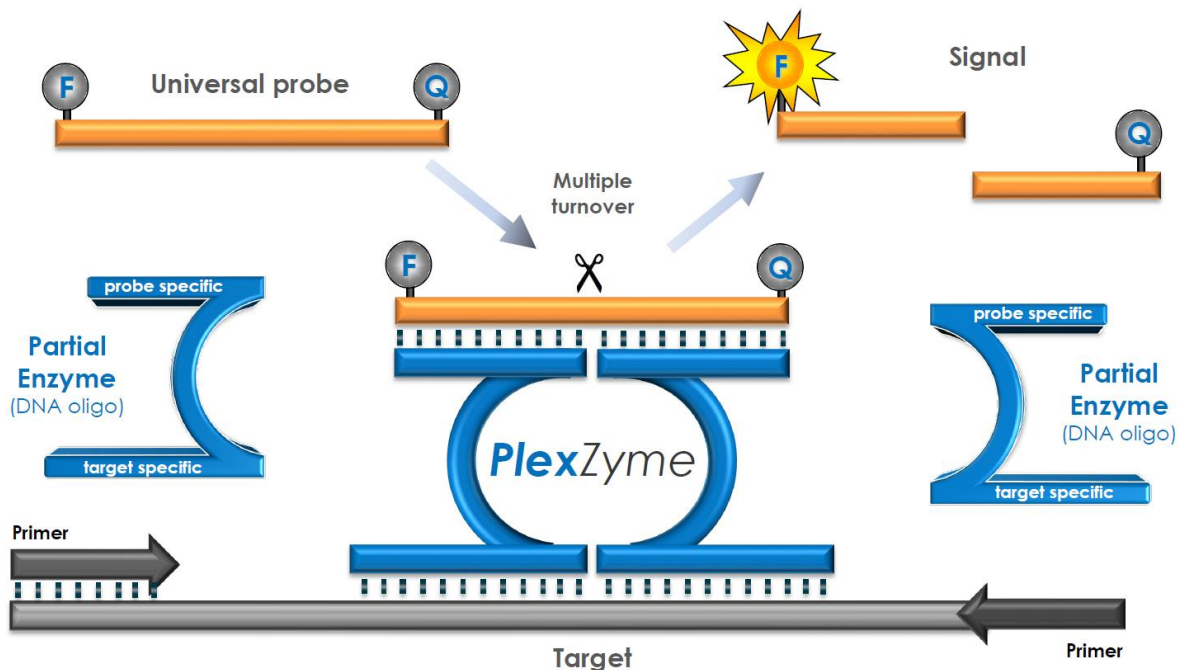 Universal probe
F
Q
F
Signal
Q
Multiple
turnover
F
Q
probe specific
Partial
Enzyme
(DNA oligo)
target specific
probe specific
Partial
Enzyme
(DNA oligo)
target specific
PlexZyme
Primer
Target
Primer